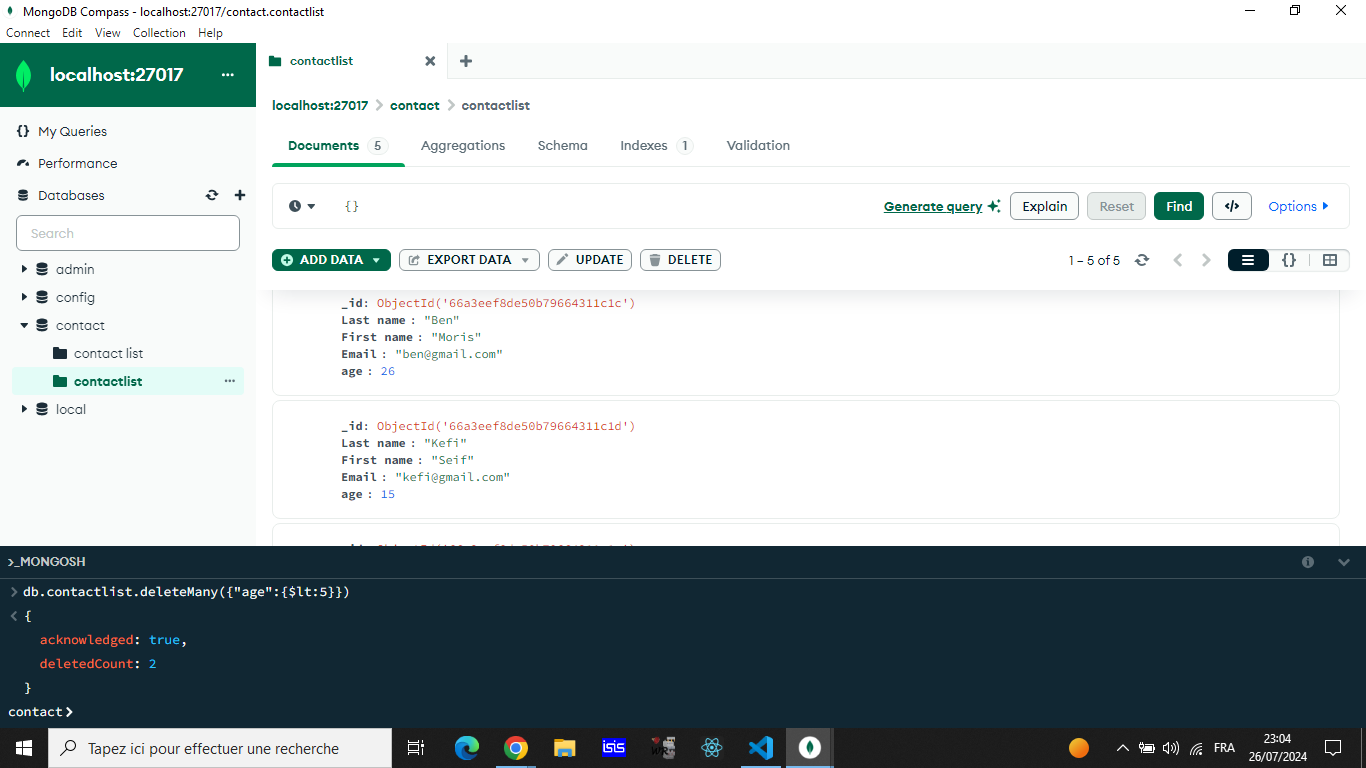 MongoDB Compass - localhost:27017/contact.contactlist
Connect Edit View Collection Help
localhost:27017 ...
contactlist
localhost:27017 > contact > contactlist
{} My Queries
Performance
Databases
Search
admin
config
contact
contact list
contactlist ...
local
Documents 5 Aggregations Schema Indexes 1 Validation
{} Generate query Explain Reset Find </> Options
ADD DATA EXPORT DATA UPDATE DELETE 1 – 5 of 5 {}
_id: ObjectId('66a3eef8de50b79664311c1c')
Last name : "Ben"
First name : "Moris"
Email : "ben@gmail.com"
age : 26
_id: ObjectId('66a3eef8de50b79664311c1d')
Last name : "Kefi"
First name : "Seif"
Email : "kefi@gmail.com"
age : 15
>_MONGOSH
> db.contactlist.deleteMany({"age":{$lt:5}})
< {
acknowledged: true,
deletedCount: 2
}
contact>
Tapez ici pour effectuer une recherche
isis
FRA
23:04
26/07/2024